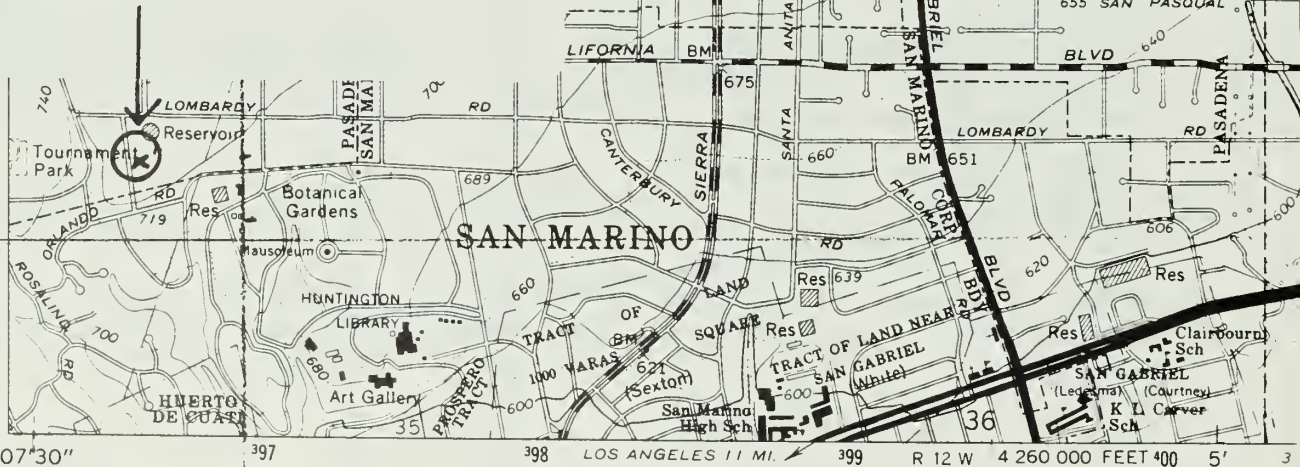 655 SAN PASQUAL
LIFORNIA
BM
ANITA
BRIEL
BLVD
640
675
740
LOMBARDY
RD
Reservoir
PASADE
SAN MAI
SAN MARINO
PASADENA
Tournament
Park
CANTERBURY
SIERRA
SANTA
660
BM 651
LOMBARDY
RD
ORLANDO
RD
719
Res
Botanical
Gardens
689
PALOMAR
RD
CORP
BDY
600
606
Mausoleum
SAN MARINO
RD
BLVD
620
Res
639
Res
ROSALIND
RD
700
HUNTINGTON
LIBRARY
660
LAND
SQUARE
OF
TRACT
1000 VARAS
BM
621
(Sexton)
Res
TRACT OF LAND NEAR
SAN GABRIEL
(White)
Res
Clairbourn
Sch
680
Art Gallery
HUERTO
DE CUATI
PROSPERO
TRACT
600
35
San Marino
High Sch
600
SAN GABRIEL
(Ledesma) (Courtney)
K L Carver
Sch
36
07'30"
397
398
LOS ANGELES 11 MI.
399
R 12 W
4 260 000 FEET
400
5'
3